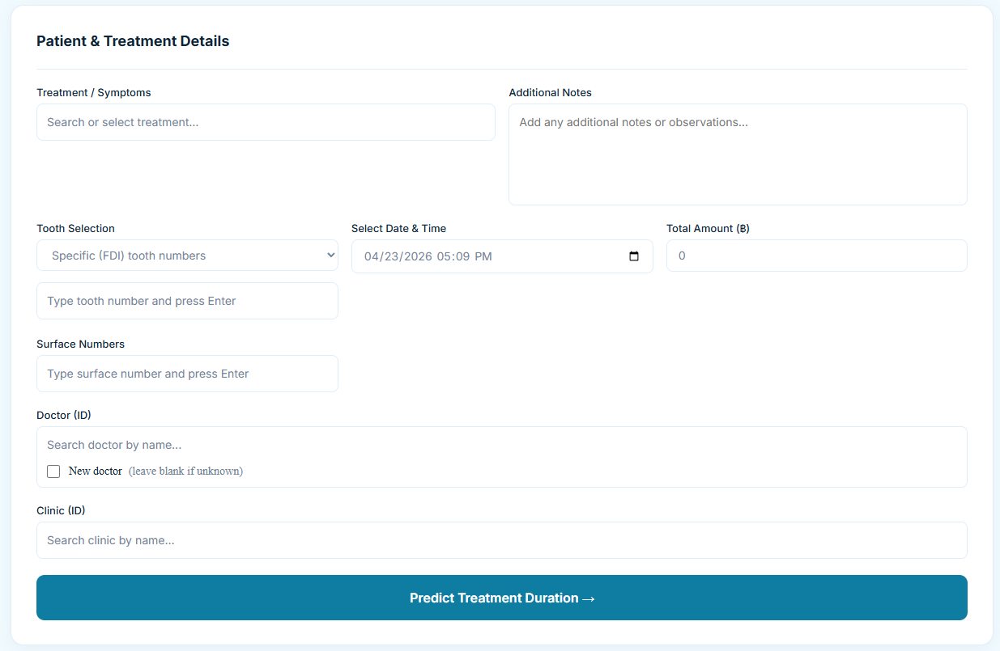 Patient & Treatment Details
Treatment / Symptoms
Additional Notes
Search or select treatment...
Add any additional notes or observations...
Tooth Selection
Select Date & Time
Total Amount (฿)
Specific (FDI) tooth numbers
04/23/2026 05:09 PM
0
Type tooth number and press Enter
Surface Numbers
Type surface number and press Enter
Doctor (ID)
Search doctor by name...
New doctor (leave blank if unknown)
Clinic (ID)
Search clinic by name...
Predict Treatment Duration →